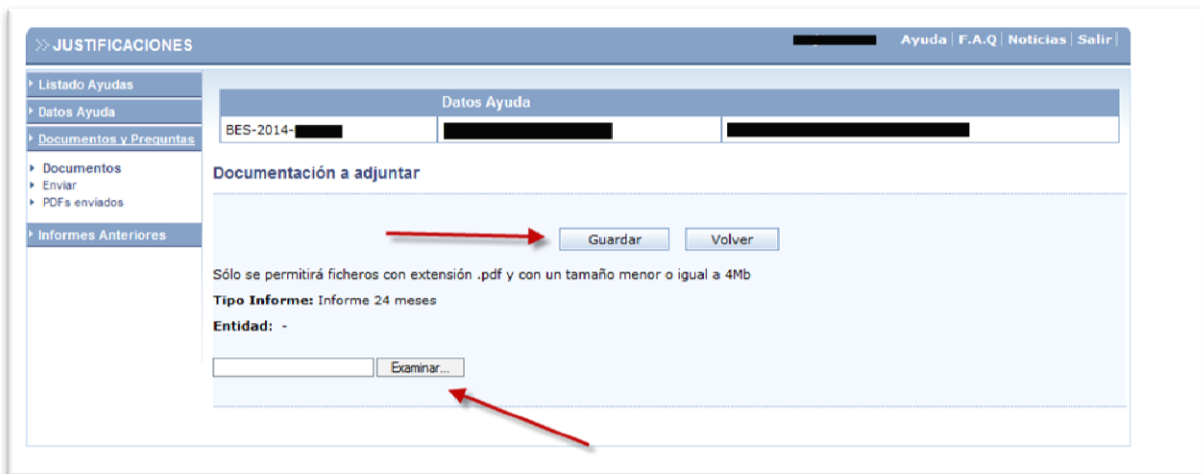 JUSTIFICACIONES
Ayuda | F.A.Q | Noticias | Salir |
Listado Ayudas
Datos Ayuda
Documentos y Preguntas
Documentos
Enviar
PDFs enviados
Informes Anteriores
Datos Ayuda
BES-2014-
Documentación a adjuntar
Guardar Volver
Sólo se permitirá ficheros con extensión .pdf y con un tamaño menor o igual a 4Mb
Tipo Informe: Informe 24 meses
Entidad: -
Examinar...